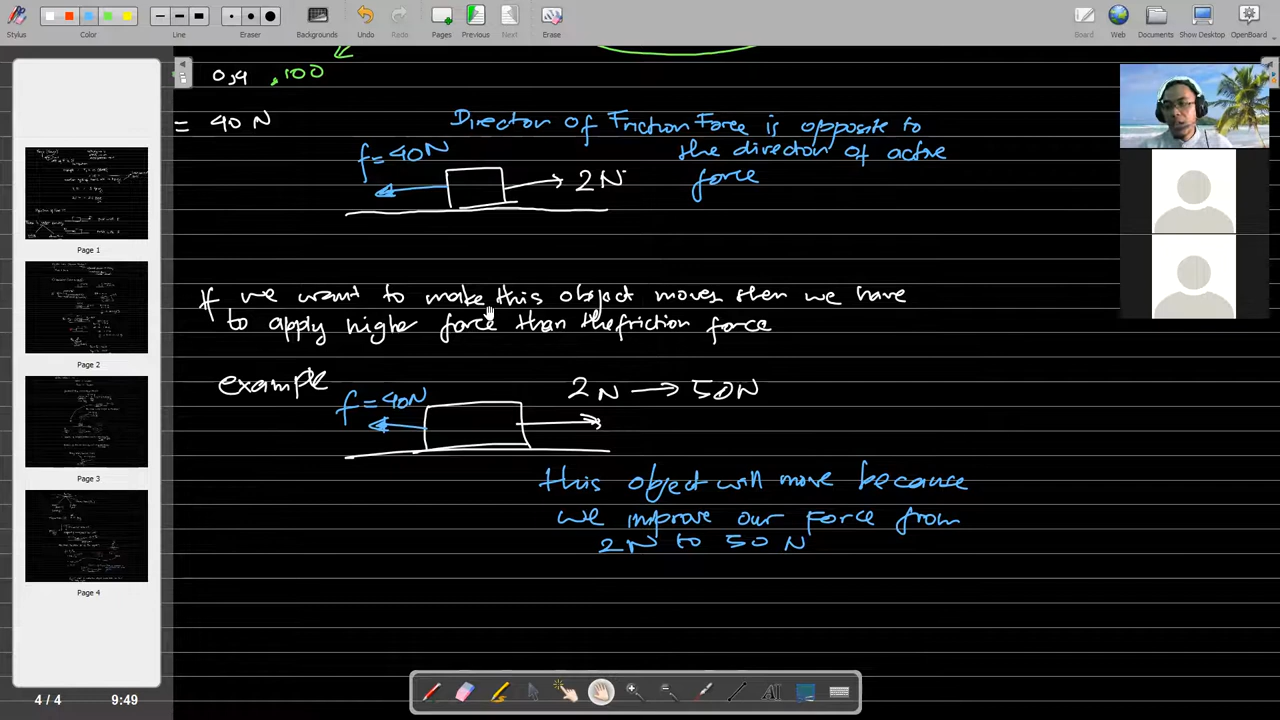 Stylus
Color
Line
Eraser
Backgrounds
Undo
Redo
Pages
Previous
Next
Erase
Board
Web
Documents
Show Desktop
OpenBoard
0,4 .100
= 40 N
Direction of Friction Force is opposite to
the direction of active
force
f=40N
2N
If we want to make this object moves then we have
to apply higher force than the friction force
example
f=40N
2N → 50N
this object will move because
we improve our Force from
2N to 50 N
Page 1
Page 2
Page 3
Page 4
4 / 4
9:49